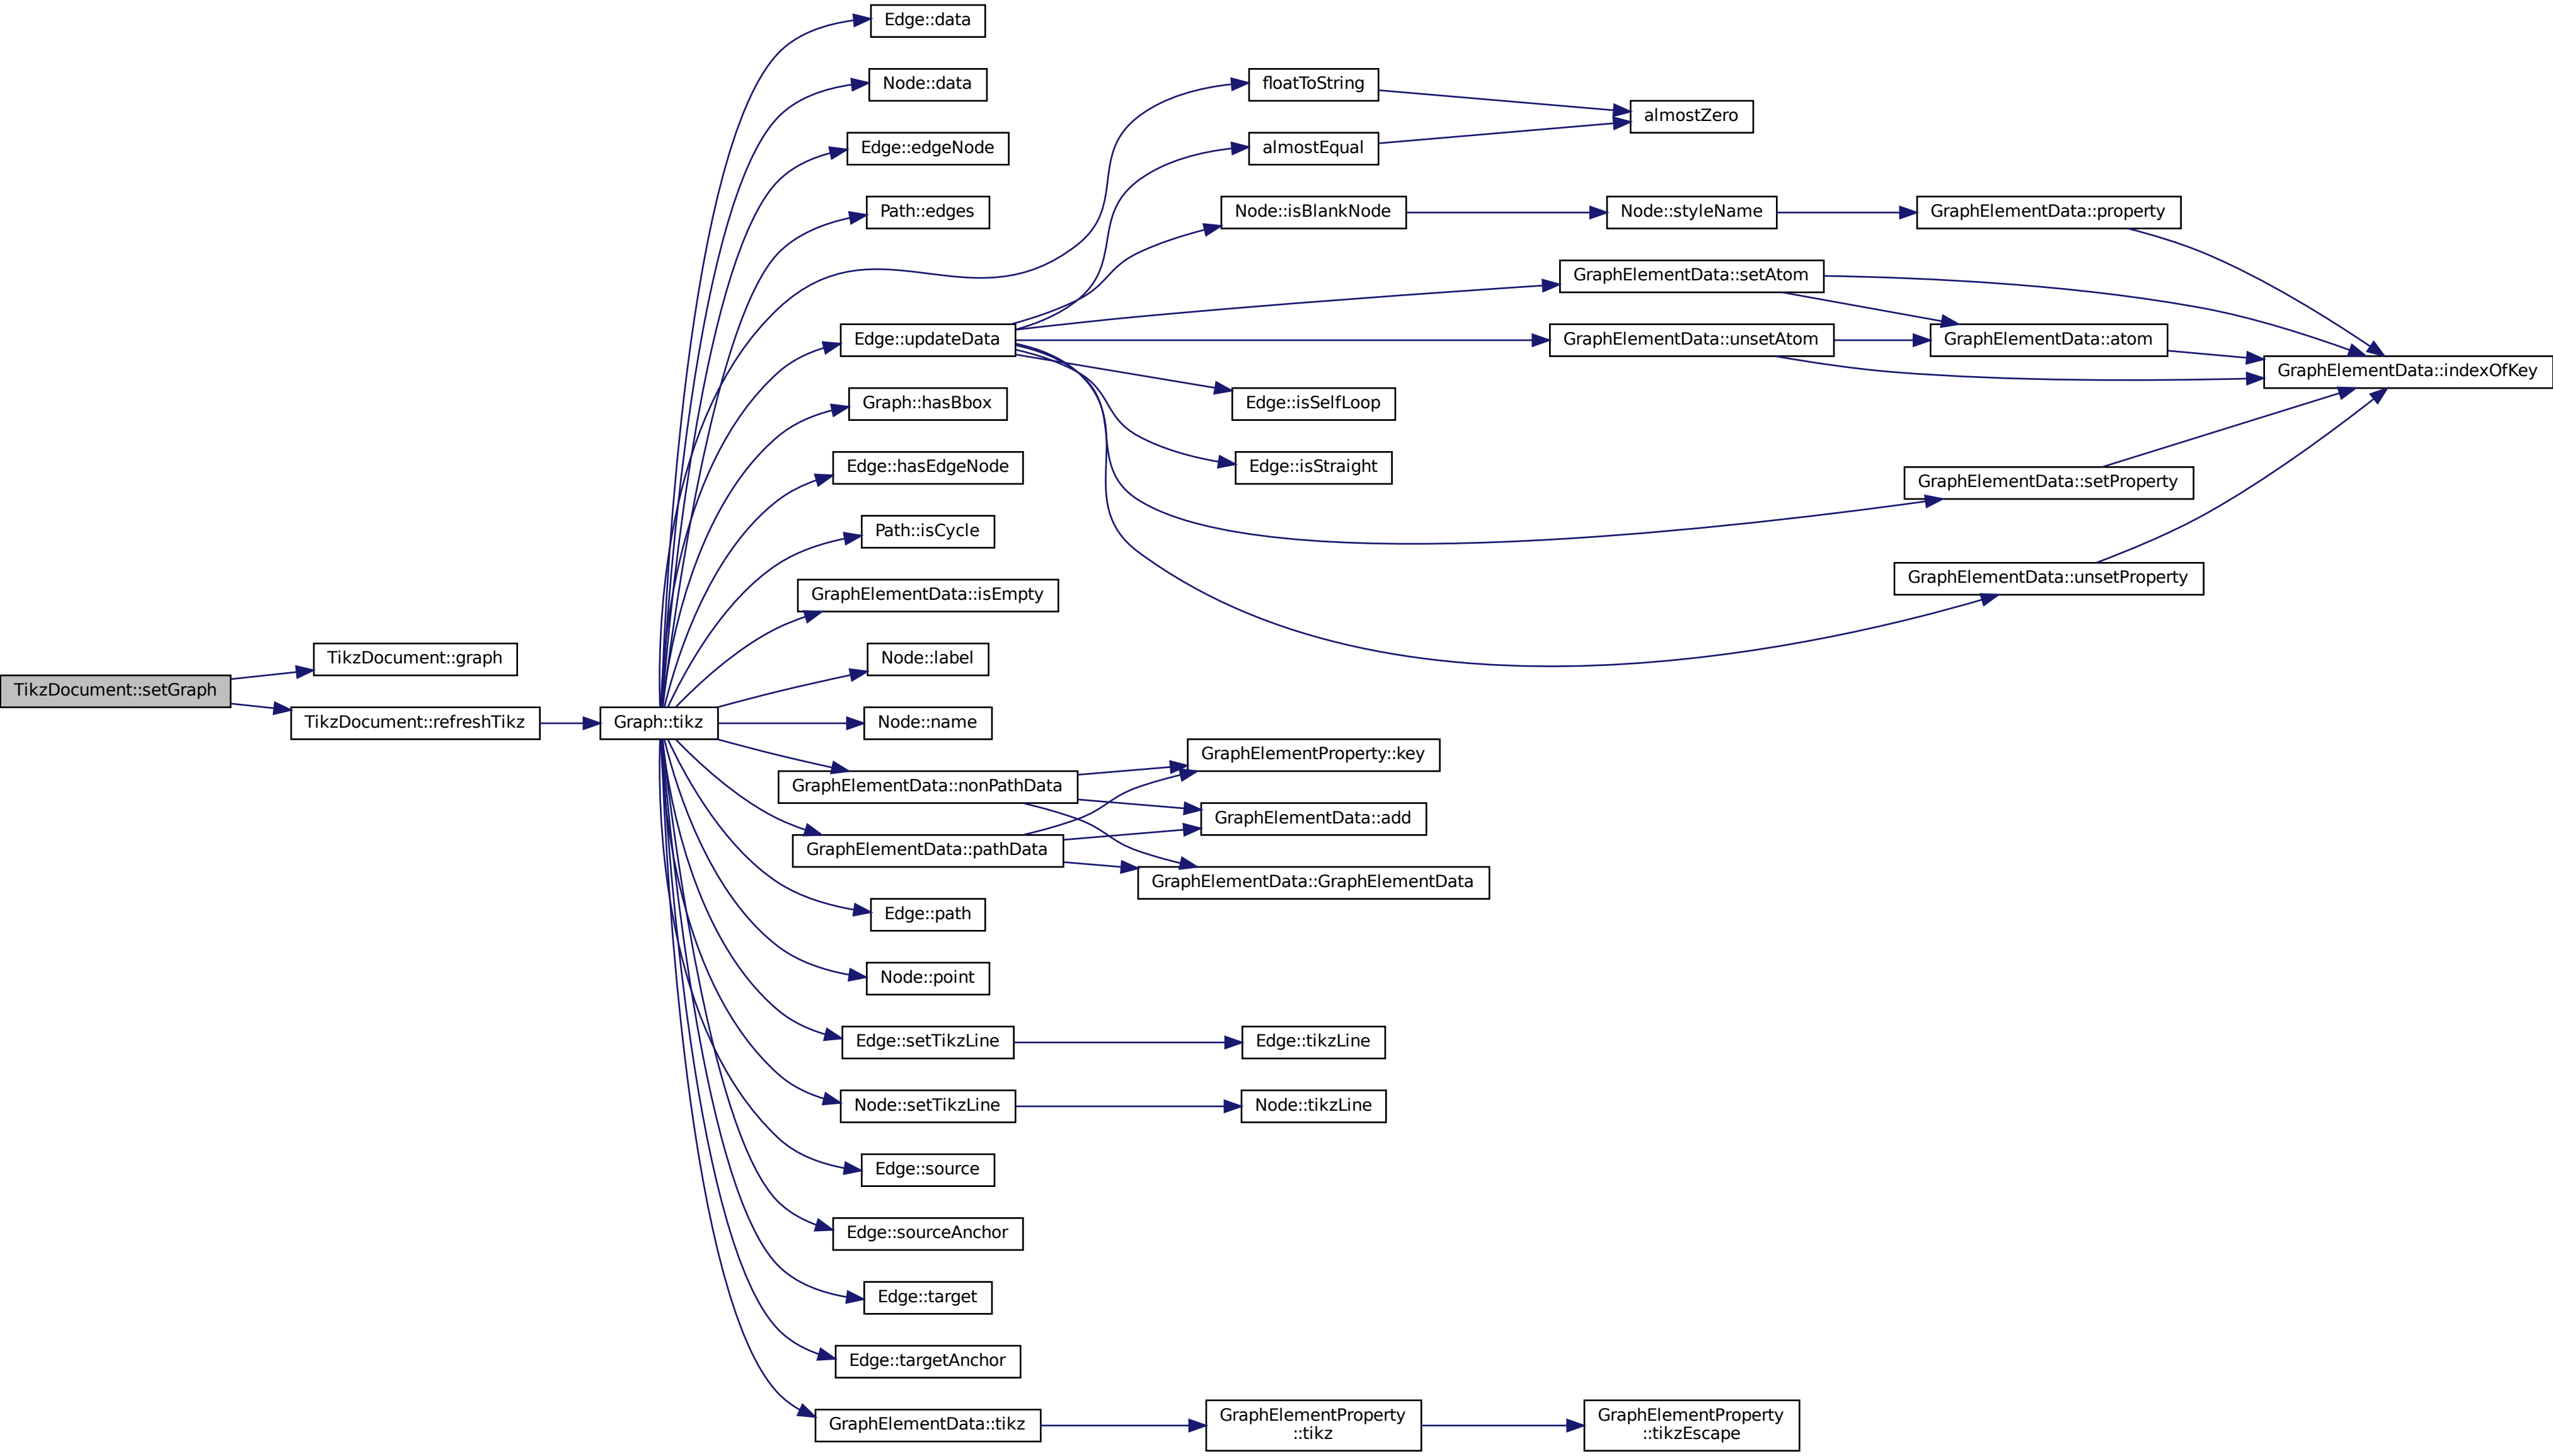 Edge::data
Node::data
floatToString
almostZero
Edge::edgeNode
almostEqual
Path::edges
Node::isBlankNode
Node::styleName
GraphElementData::property
GraphElementData::setAtom
Edge::updateData
GraphElementData::unsetAtom
GraphElementData::atom
GraphElementData::indexOfKey
Graph::hasBbox
Edge::isSelfLoop
Edge::hasEdgeNode
Edge::isStraight
GraphElementData::setProperty
Path::isCycle
GraphElementData::isEmpty
GraphElementData::unsetProperty
TikzDocument::graph
Node::label
TikzDocument::setGraph
TikzDocument::refreshTikz
Graph::tikz
Node::name
GraphElementProperty::key
GraphElementData::nonPathData
GraphElementData::add
GraphElementData::pathData
GraphElementData::GraphElementData
Edge::path
Node::point
Edge::setTikzLine
Edge::tikzLine
Node::setTikzLine
Node::tikzLine
Edge::source
Edge::sourceAnchor
Edge::target
Edge::targetAnchor
GraphElementData::tikz
GraphElementProperty
::tikz
GraphElementProperty
::tikzEscape